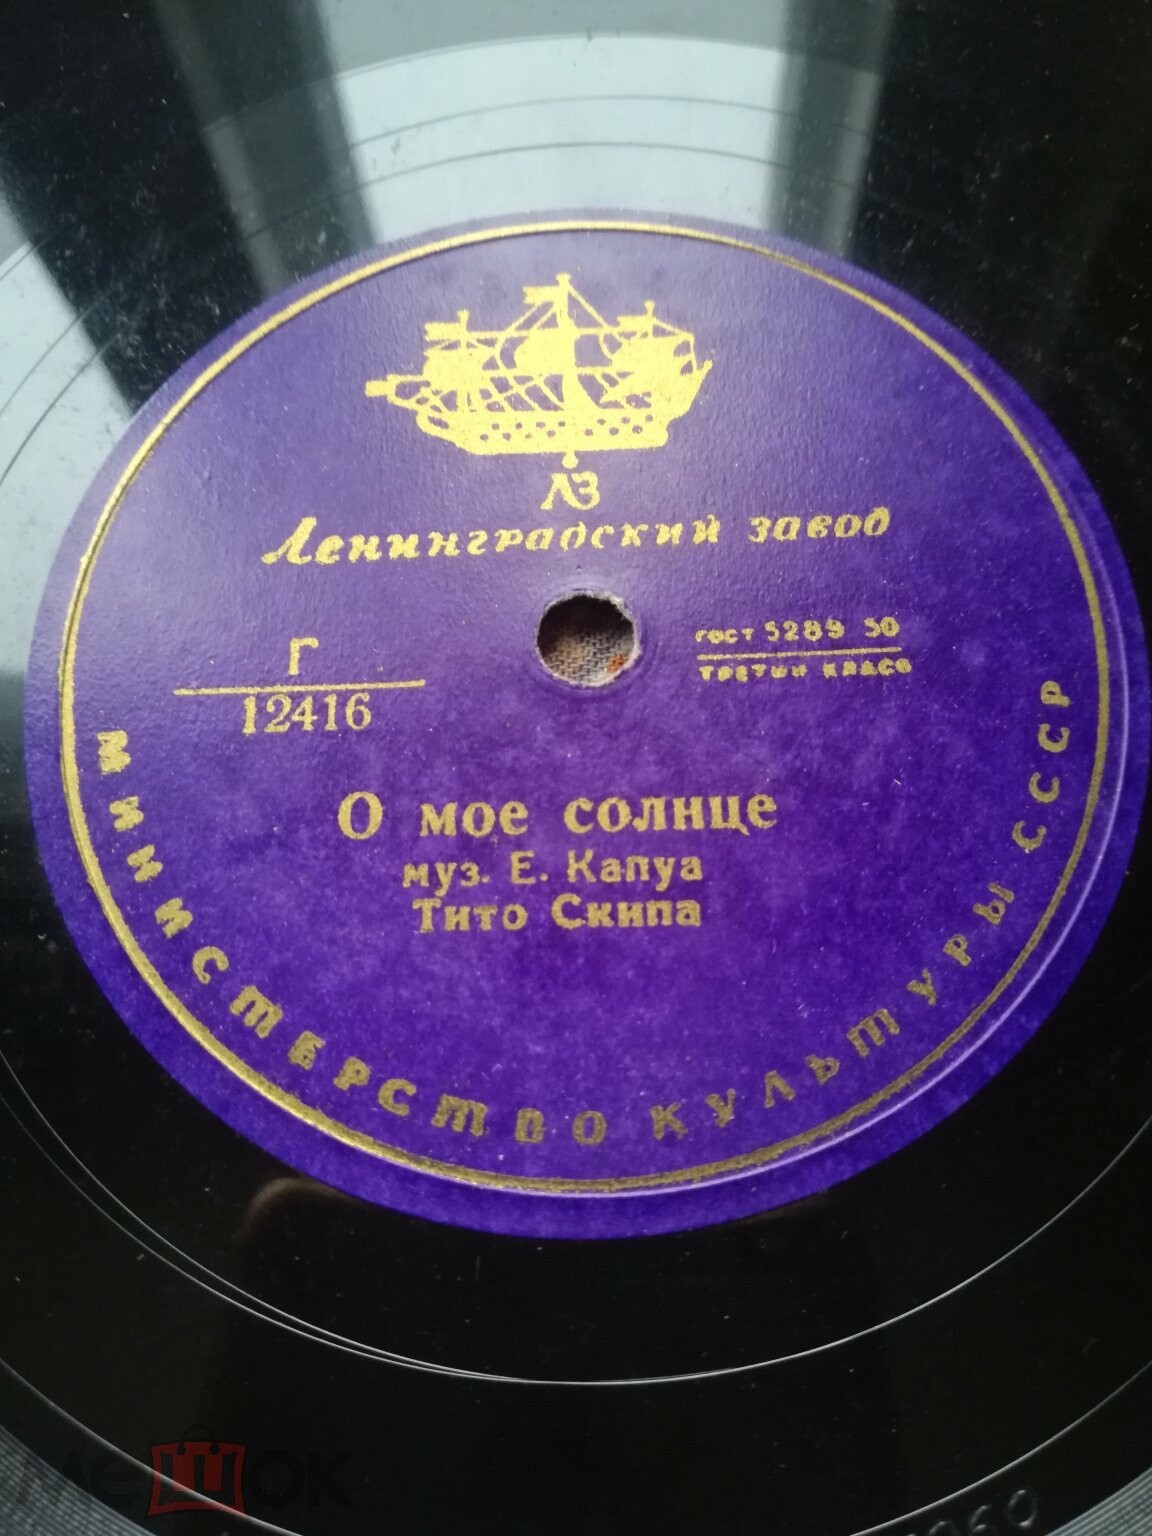 ЛЗ
Ленинградский завод
Г
12416
ГОСТ 5289 50
ТРЕТИЙ КЛАСС
О мое солнце
муз. Е. Капуа
Тито Скипа
МИНИСТЕРСТВО КУЛЬТУРЫ СССР
мешок